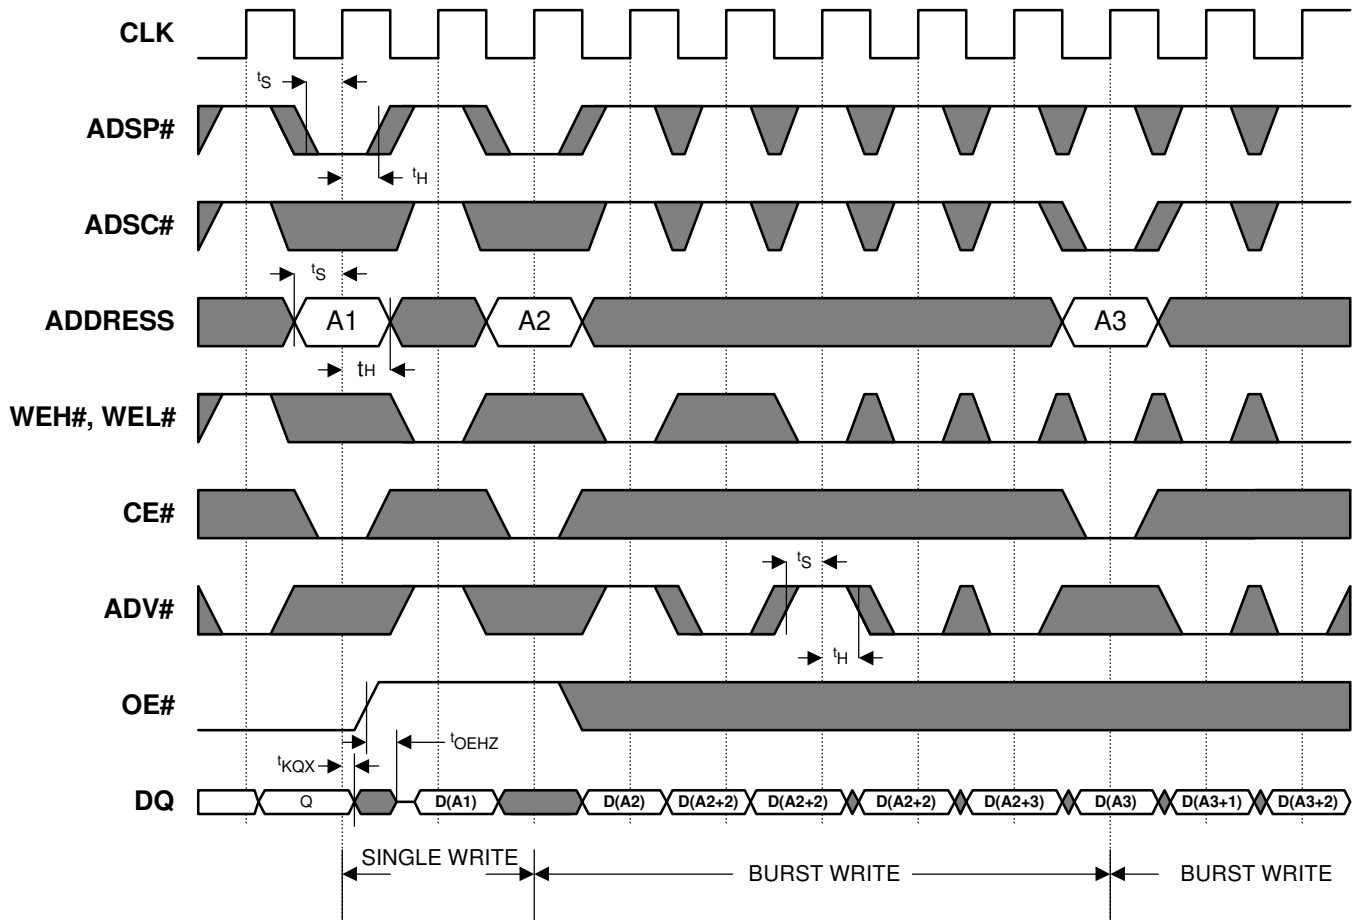 CLK
tS
ADSP#
tH
ADSC#
tS
ADDRESS A1 A2 A3
tH
WEH#, WEL#
CE#
tS
ADV#
tH
OE#
tOEHZ
tKQX
DQ Q D(A1) D(A2) D(A2+2) D(A2+2) D(A2+2) D(A2+3) D(A3) D(A3+1) D(A3+2)
SINGLE WRITE BURST WRITE BURST WRITE